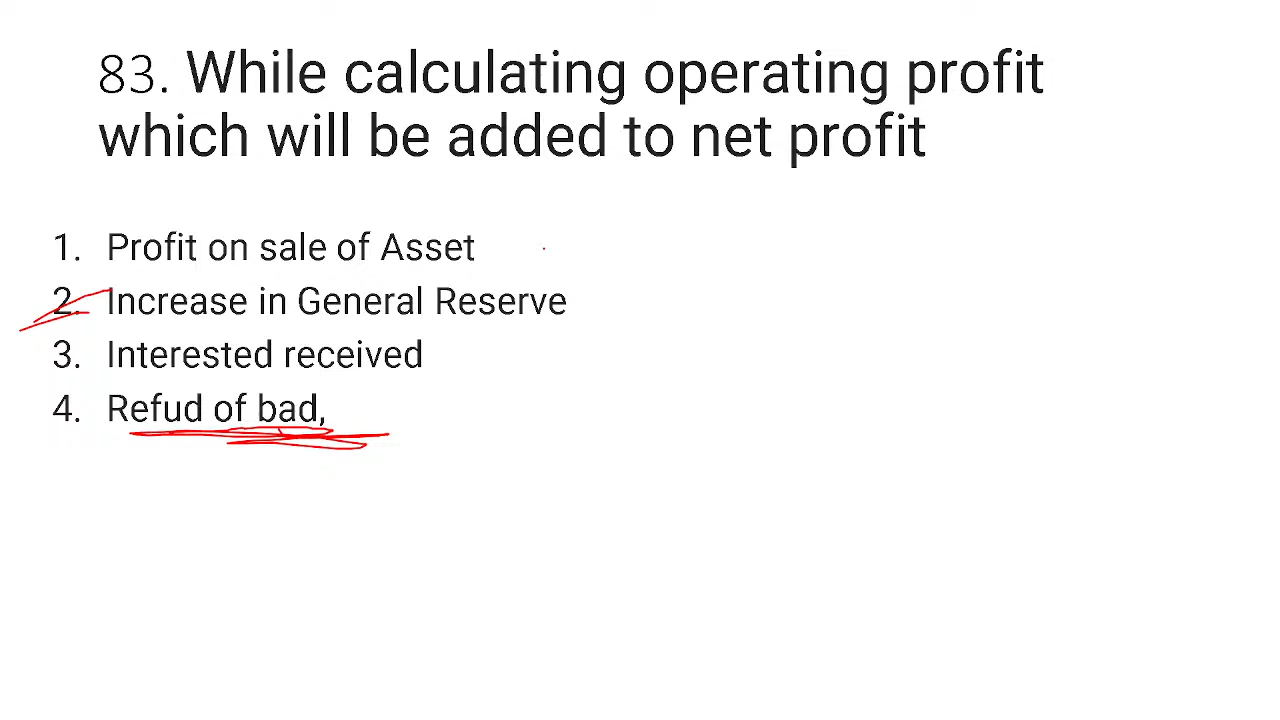 83. While calculating operating profit
which will be added to net profit
1. Profit on sale of Asset
2. Increase in General Reserve
3. Interested received
4. Refud of bad,